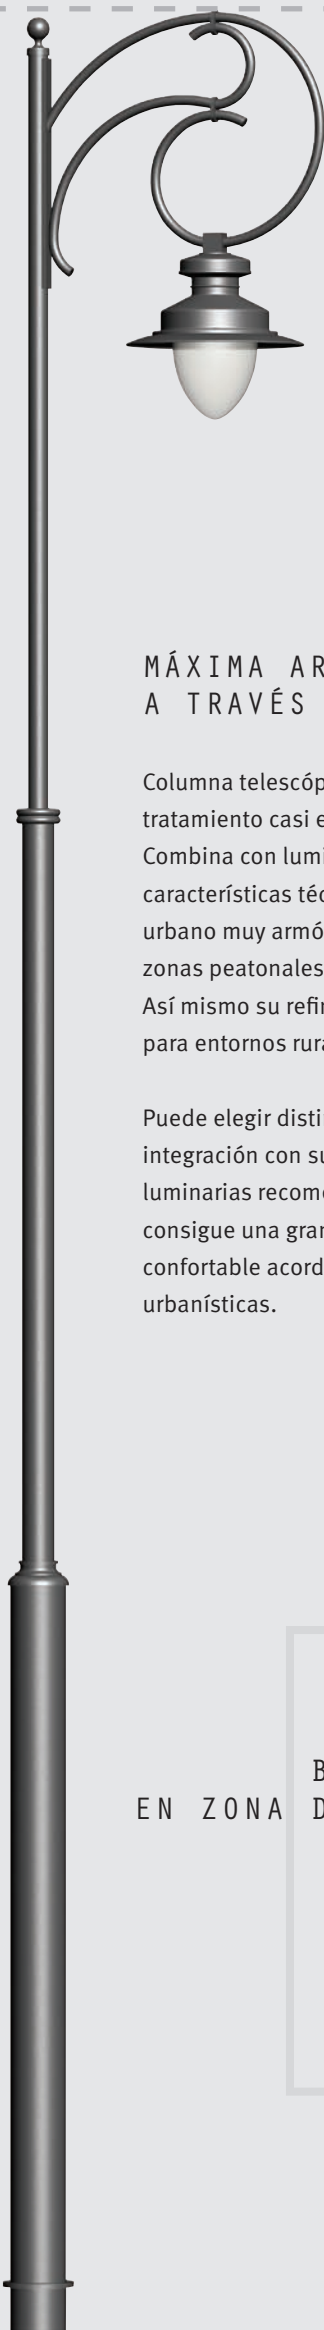 MÁXIMA AR
A TRAVÉS
Columna telescóp
tratamiento casi e
Combina con lumi
características téc
urbano muy armó
zonas peatonales
Así mismo su refin
para entornos rura
Puede elegir disti
integración con su
luminarias recome
consigue una gran
confortable acord
urbanísticas.
B
EN ZONA D